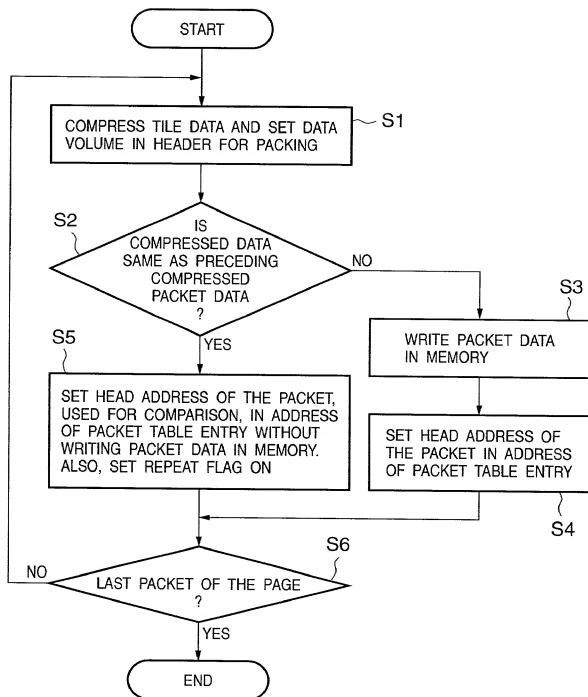 START
COMPRESS TILE DATA AND SET DATA
VOLUME IN HEADER FOR PACKING
S1
S2
IS
COMPRESSED DATA
SAME AS PRECEDING
COMPRESSED
PACKET DATA
?
NO
YES
S3
WRITE PACKET DATA
IN MEMORY
S5
SET HEAD ADDRESS OF THE PACKET,
USED FOR COMPARISON, IN ADDRESS
OF PACKET TABLE ENTRY WITHOUT
WRITING PACKET DATA IN MEMORY.
ALSO, SET REPEAT FLAG ON
SET HEAD ADDRESS OF
THE PACKET IN ADDRESS
OF PACKET TABLE ENTRY
S4
S6
NO
LAST PACKET OF THE PAGE
?
YES
END